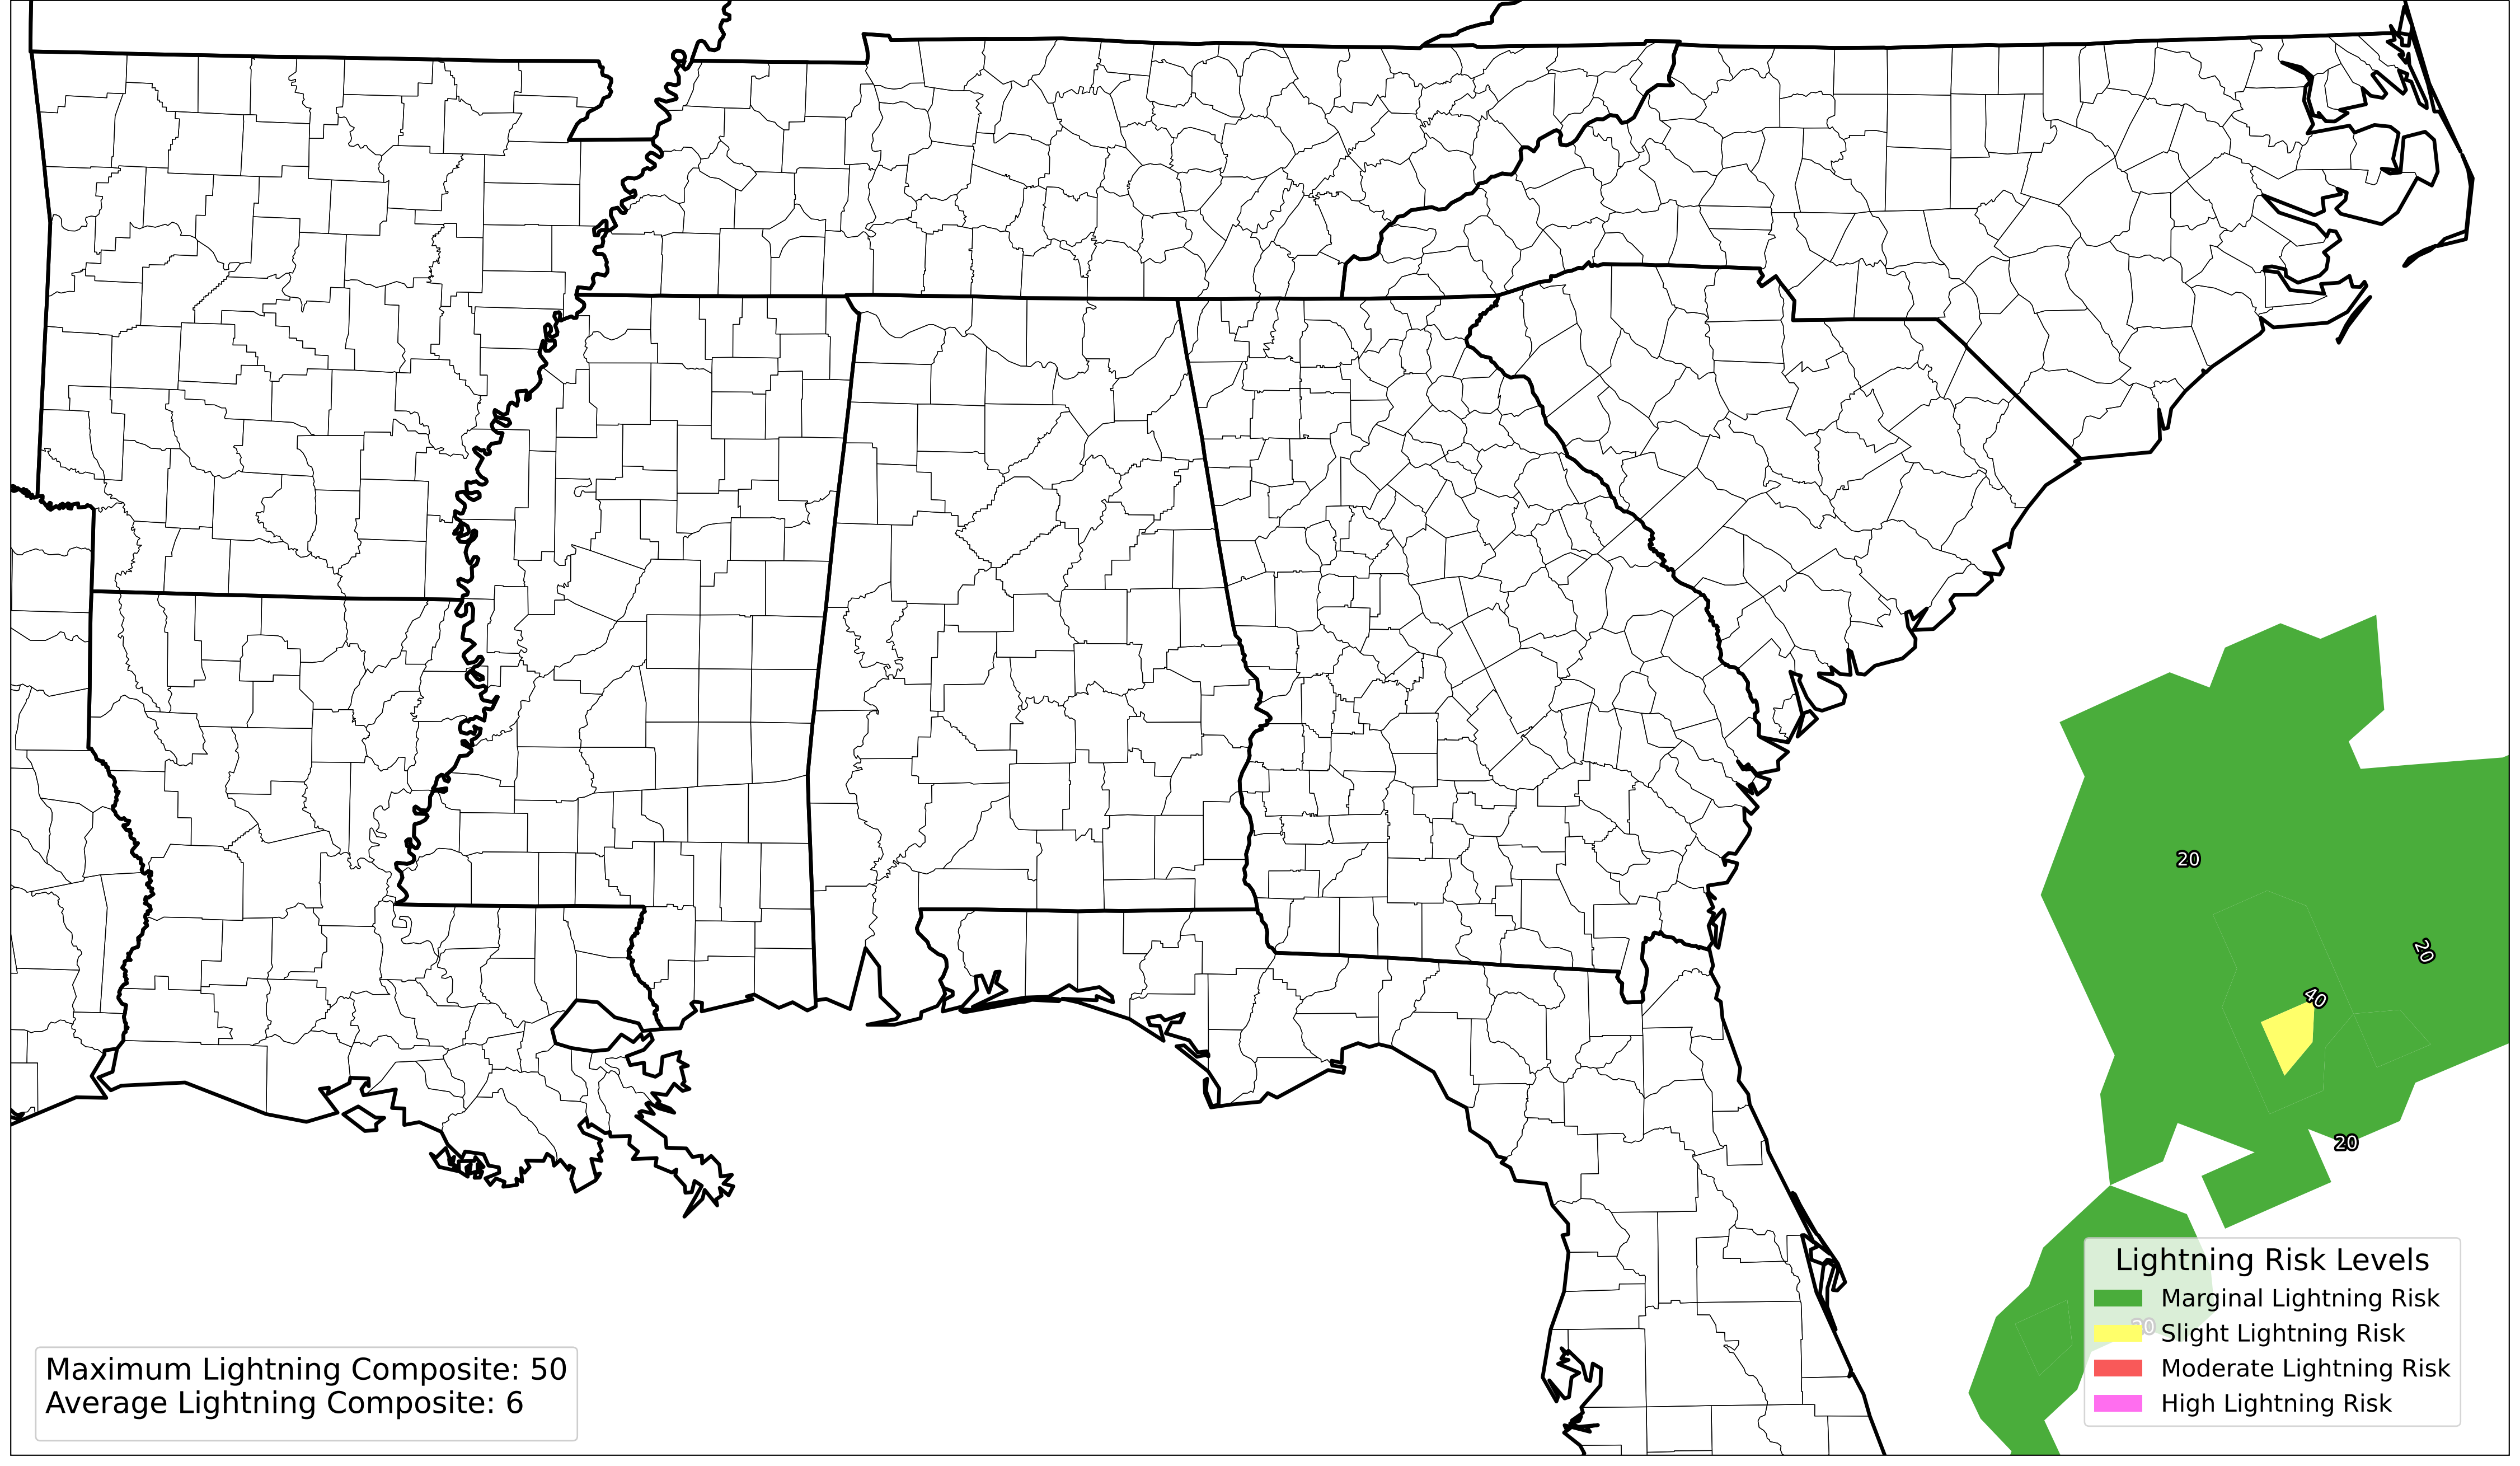 20
20
40
20
Lightning Risk Levels
Marginal Lightning Risk
20
Slight Lightning Risk
Moderate Lightning Risk
High Lightning Risk
Maximum Lightning Composite: 50
Average Lightning Composite: 6